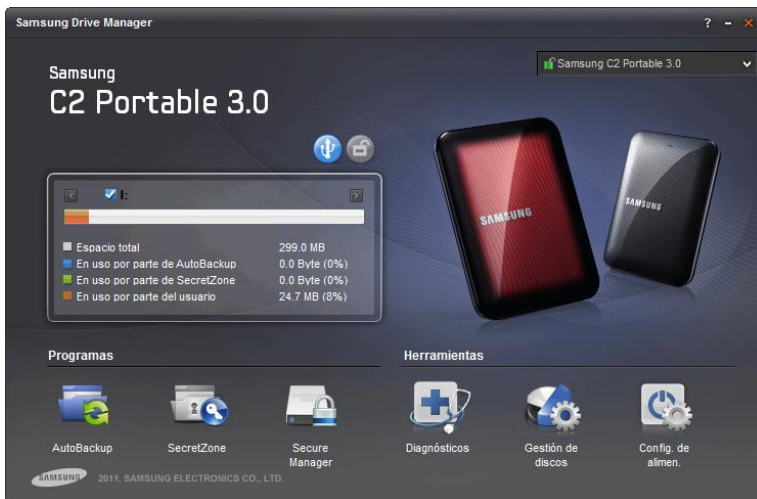 Samsung Drive Manager
?
Samsung C2 Portable 3.0
Samsung
C2 Portable 3.0
I:
Espacio total 299.0 MB
En uso por parte de AutoBackup 0.0 Byte (0%)
En uso por parte de SecretZone 0.0 Byte (0%)
En uso por parte del usuario 24.7 MB (8%)
SAMSUNG
SAMSUNG
Programas
Herramientas
AutoBackup
SecretZone
Secure
Manager
Diagnósticos
Gestión de
discos
Config. de
alimen.
SAMSUNG 2011. SAMSUNG ELECTRONICS CO., LTD.